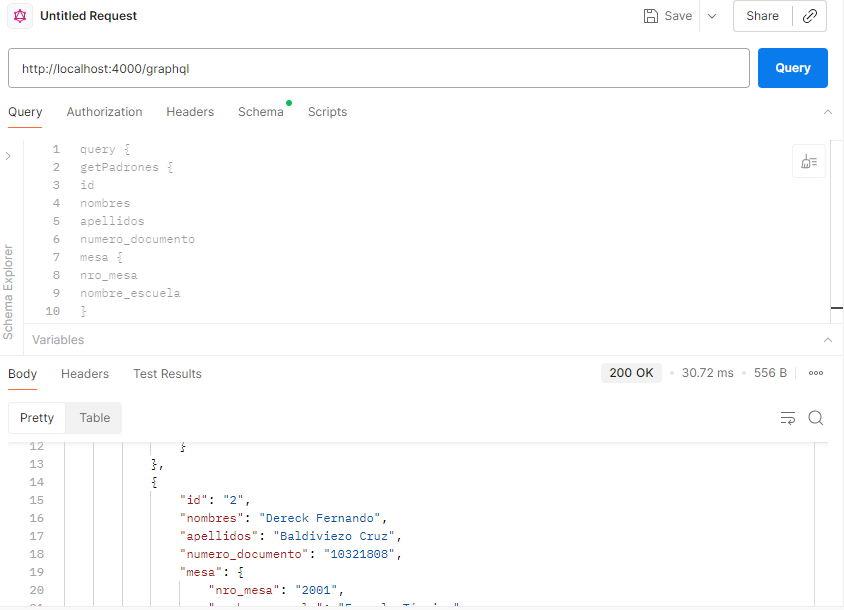 Untitled Request
Save
Share
http://localhost:4000/graphql
Query
Query Authorization Headers Schema Scripts
Schema Explorer
1 query {
2 getPadrones {
3 id
4 nombres
5 apellidos
6 numero_documento
7 mesa {
8 nro_mesa
9 nombre_escuela
10 }
Variables
Body Headers Test Results
200 OK • 30.72 ms • 556 B
Pretty Table
12 }
13 },
14 {
15 "id": "2",
16 "nombres": "Dereck Fernando",
17 "apellidos": "Baldiviezo Cruz",
18 "numero_documento": "10321808",
19 "mesa": {
20 "nro_mesa": "2001",